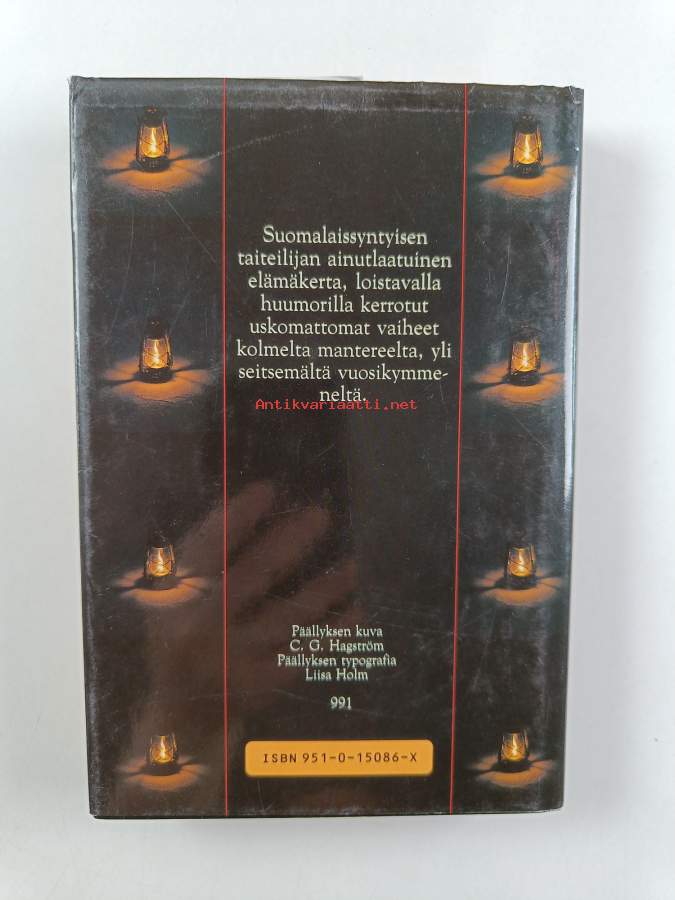 Suomalaissyntyisen
taiteilijan ainutlaatuinen
elämäkerta, loistavalla
huumorilla kerrotut
uskomattomat vaiheet
kolmelta mantereelta, yli
seitsemältä vuosikymme-
neltä.
Antikvariaatti.net
Päällyksen kuva
C. G. Hagström
Päällyksen typografia
Liisa Holm
991
ISBN 951-0-15086-X